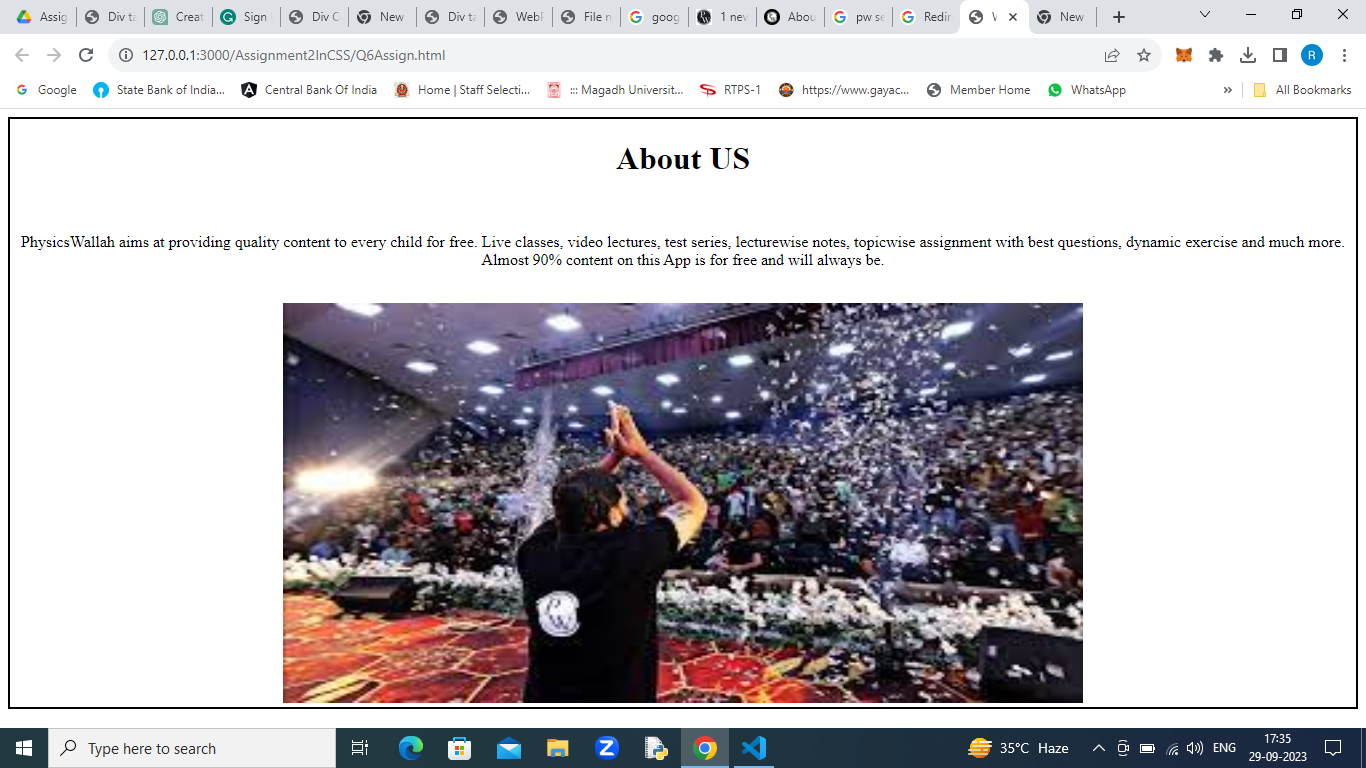 Assig
Div ta
Creat
Sign
Div C
New
Div ta
WebF
File n
goog
1 new
Abou
pw se
Redir
New
127.0.0.1:3000/Assignment2InCSS/Q6Assign.html
R
Google
State Bank of India...
Central Bank Of India
Home | Staff Selecti...
::: Magadh Universit...
RTPS-1
https://www.gayac...
Member Home
WhatsApp
»
All Bookmarks
About US
PhysicsWallah aims at providing quality content to every child for free. Live classes, video lectures, test series, lecturewise notes, topicwise assignment with best questions, dynamic exercise and much more.
Almost 90% content on this App is for free and will always be.
Type here to search
35°C Haze
ENG
17:35
29-09-2023